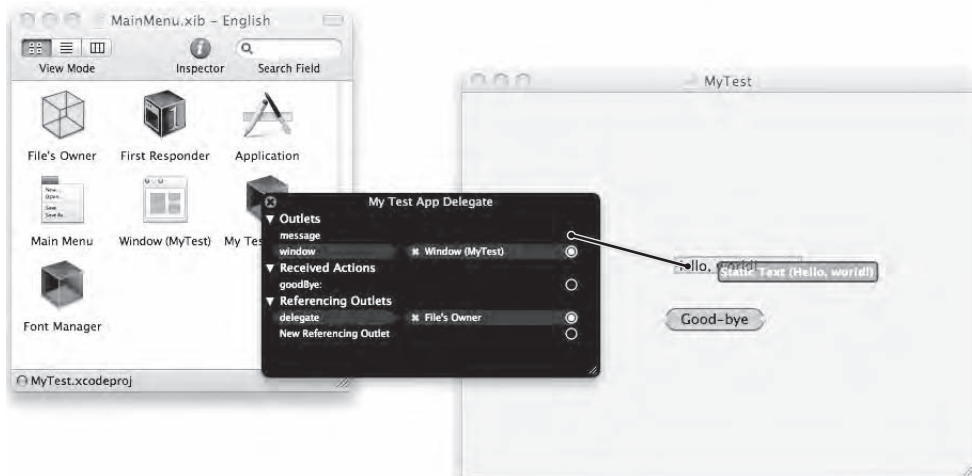 MainMenu.xib – English
View Mode
Inspector
Search Field
File's Owner
First Responder
Application
Main Menu
Window (MyTest)
My Tes
Font Manager
MyTest.xcodeproj
My Test App Delegate
Outlets
message
window
Window (MyTest)
Received Actions
goodBye:
Referencing Outlets
delegate
File's Owner
New Referencing Outlet
MyTest
Static Text (Hello, world!)
Good-bye